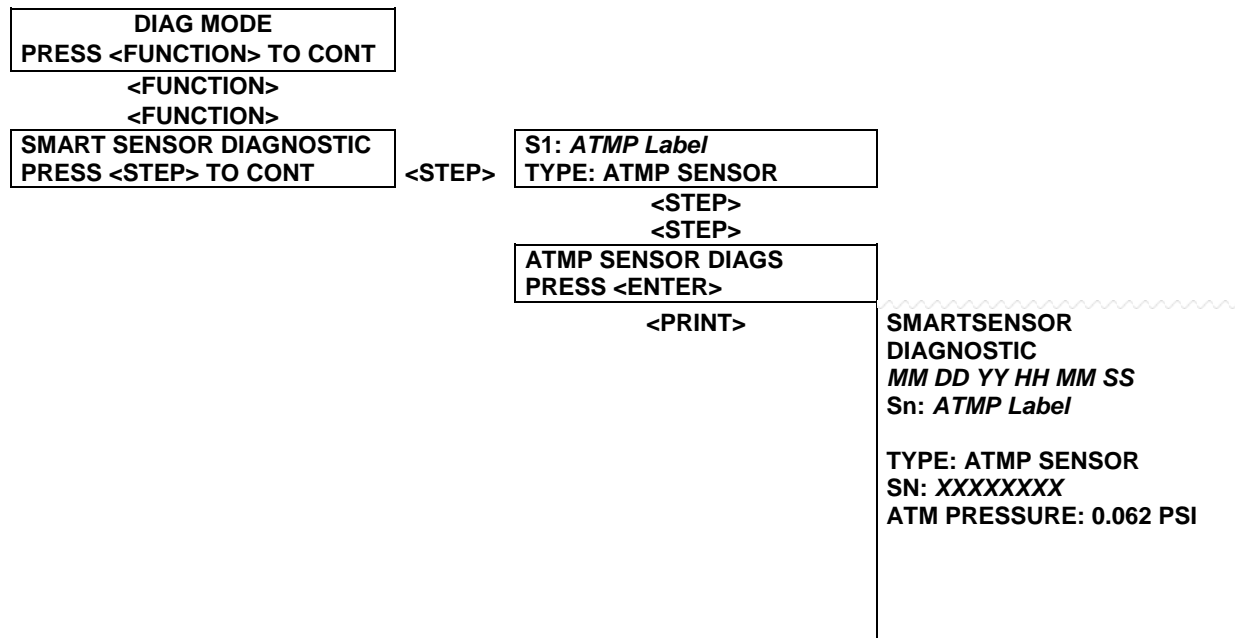 DIAG MODE
PRESS <FUNCTION> TO CONT
<FUNCTION>
<FUNCTION>
SMART SENSOR DIAGNOSTIC
PRESS <STEP> TO CONT
<STEP>
S1: ATMP Label
TYPE: ATMP SENSOR
<STEP>
<STEP>
ATMP SENSOR DIAGS
PRESS <ENTER>
<PRINT>
SMARTSENSOR
DIAGNOSTIC
MM DD YY HH MM SS
Sn: ATMP Label
TYPE: ATMP SENSOR
SN: XXXXXXXX
ATM PRESSURE: 0.062 PSI